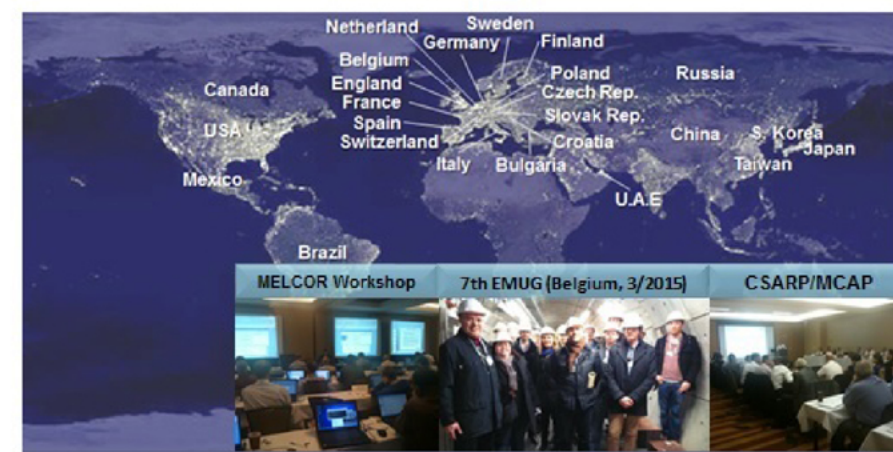 Netherland
Sweden
Germany
Finland
Belgium
Poland
Russia
England
Canada
Czech Rep.
France
Slovak Rep.
Spain
USA
Croatia
China
S. Korea
Switzerland
Japan
Italy
Bulgaria
Taiwan
Mexico
U.A.E
Brazil
MELCOR Workshop
7th EMUG (Belgium, 3/2015)
CSARP/MCAP